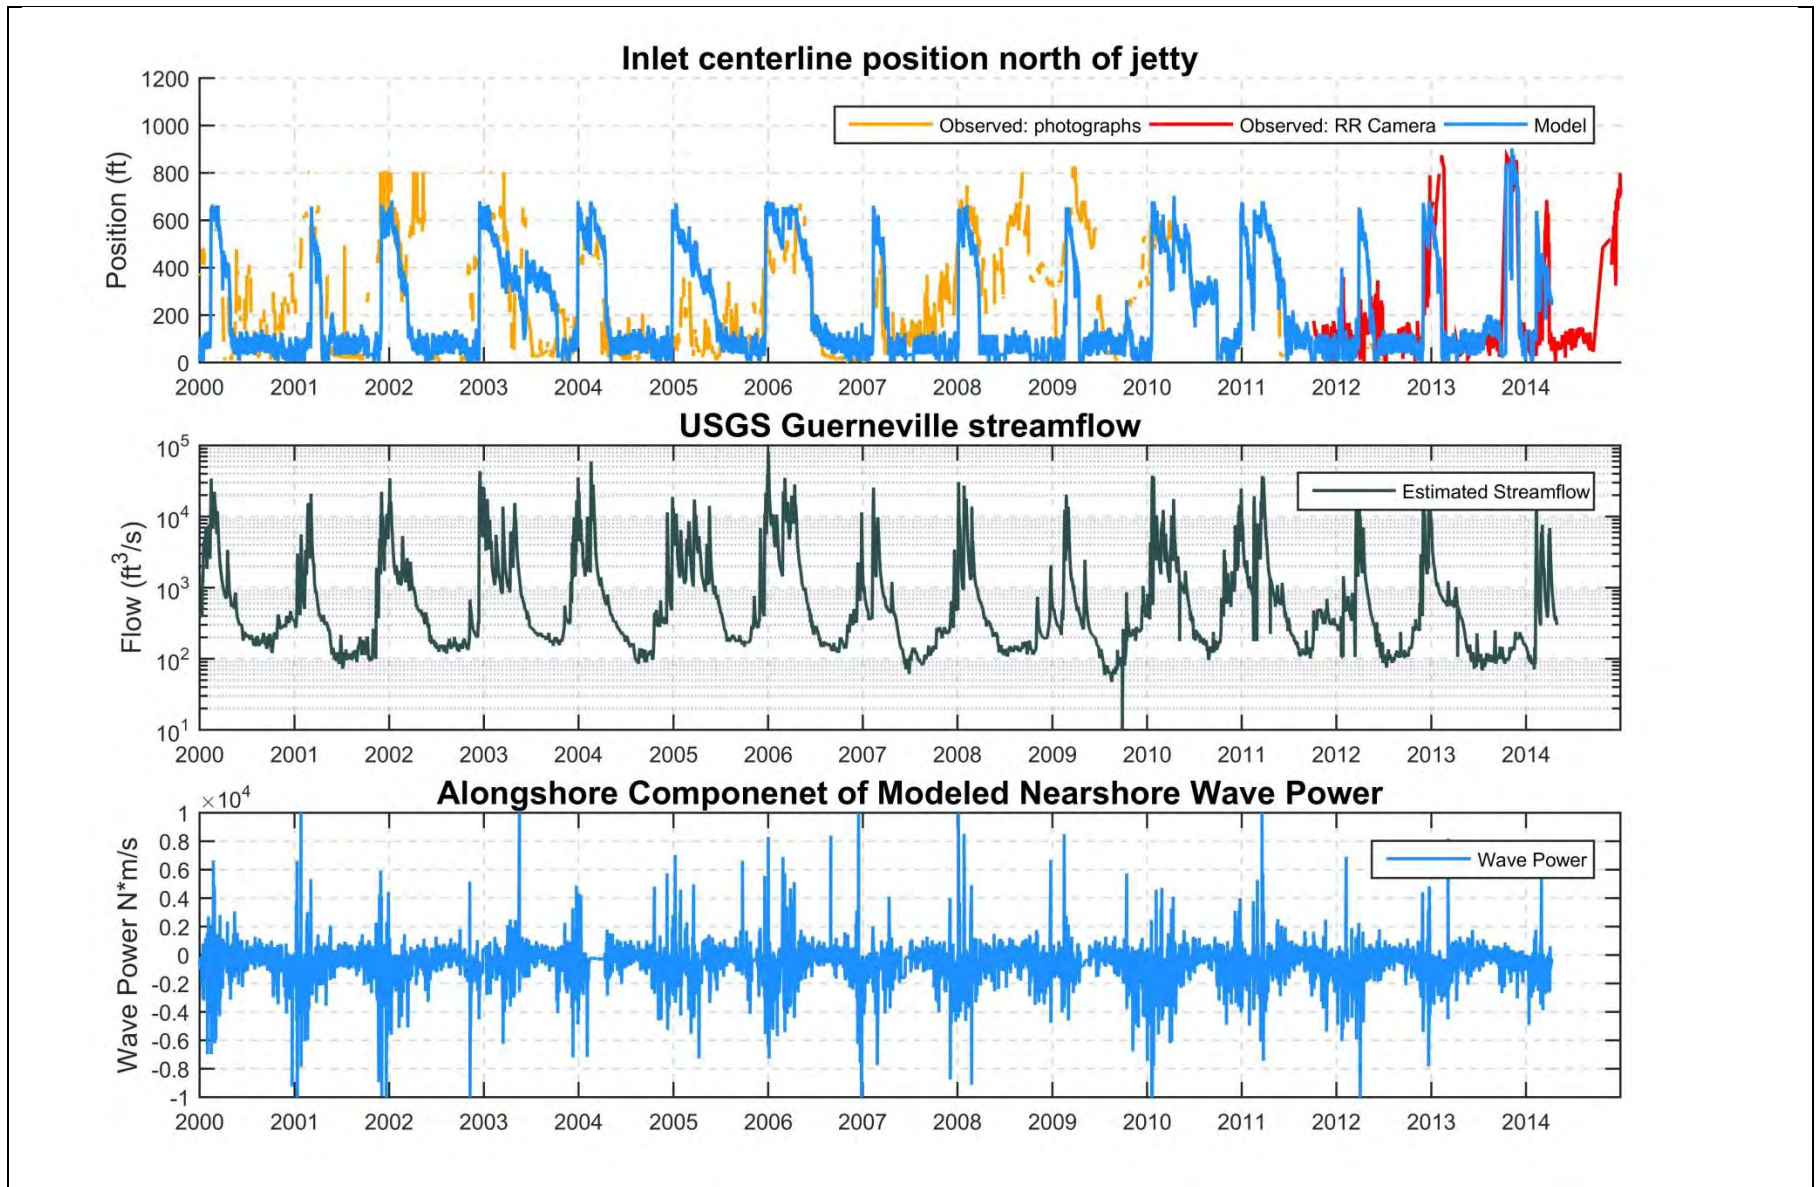 Inlet centerline position north of jetty
1200
1000
800
600
400
200
0
Position (ft)
Observed: photographs Observed: RR Camera Model
2000 2001 2002 2003 2004 2005 2006 2007 2008 2009 2010 2011 2012 2013 2014
USGS Guerneville streamflow
10^5
10^4
10^3
10^2
10^1
Flow (ft^3/s)
Estimated Streamflow
2000 2001 2002 2003 2004 2005 2006 2007 2008 2009 2010 2011 2012 2013 2014
Alongshore Componenet of Modeled Nearshore Wave Power
×10^4
1
0.8
0.6
0.4
0.2
0
-0.2
-0.4
-0.6
-0.8
-1
Wave Power N*m/s
Wave Power
2000 2001 2002 2003 2004 2005 2006 2007 2008 2009 2010 2011 2012 2013 2014